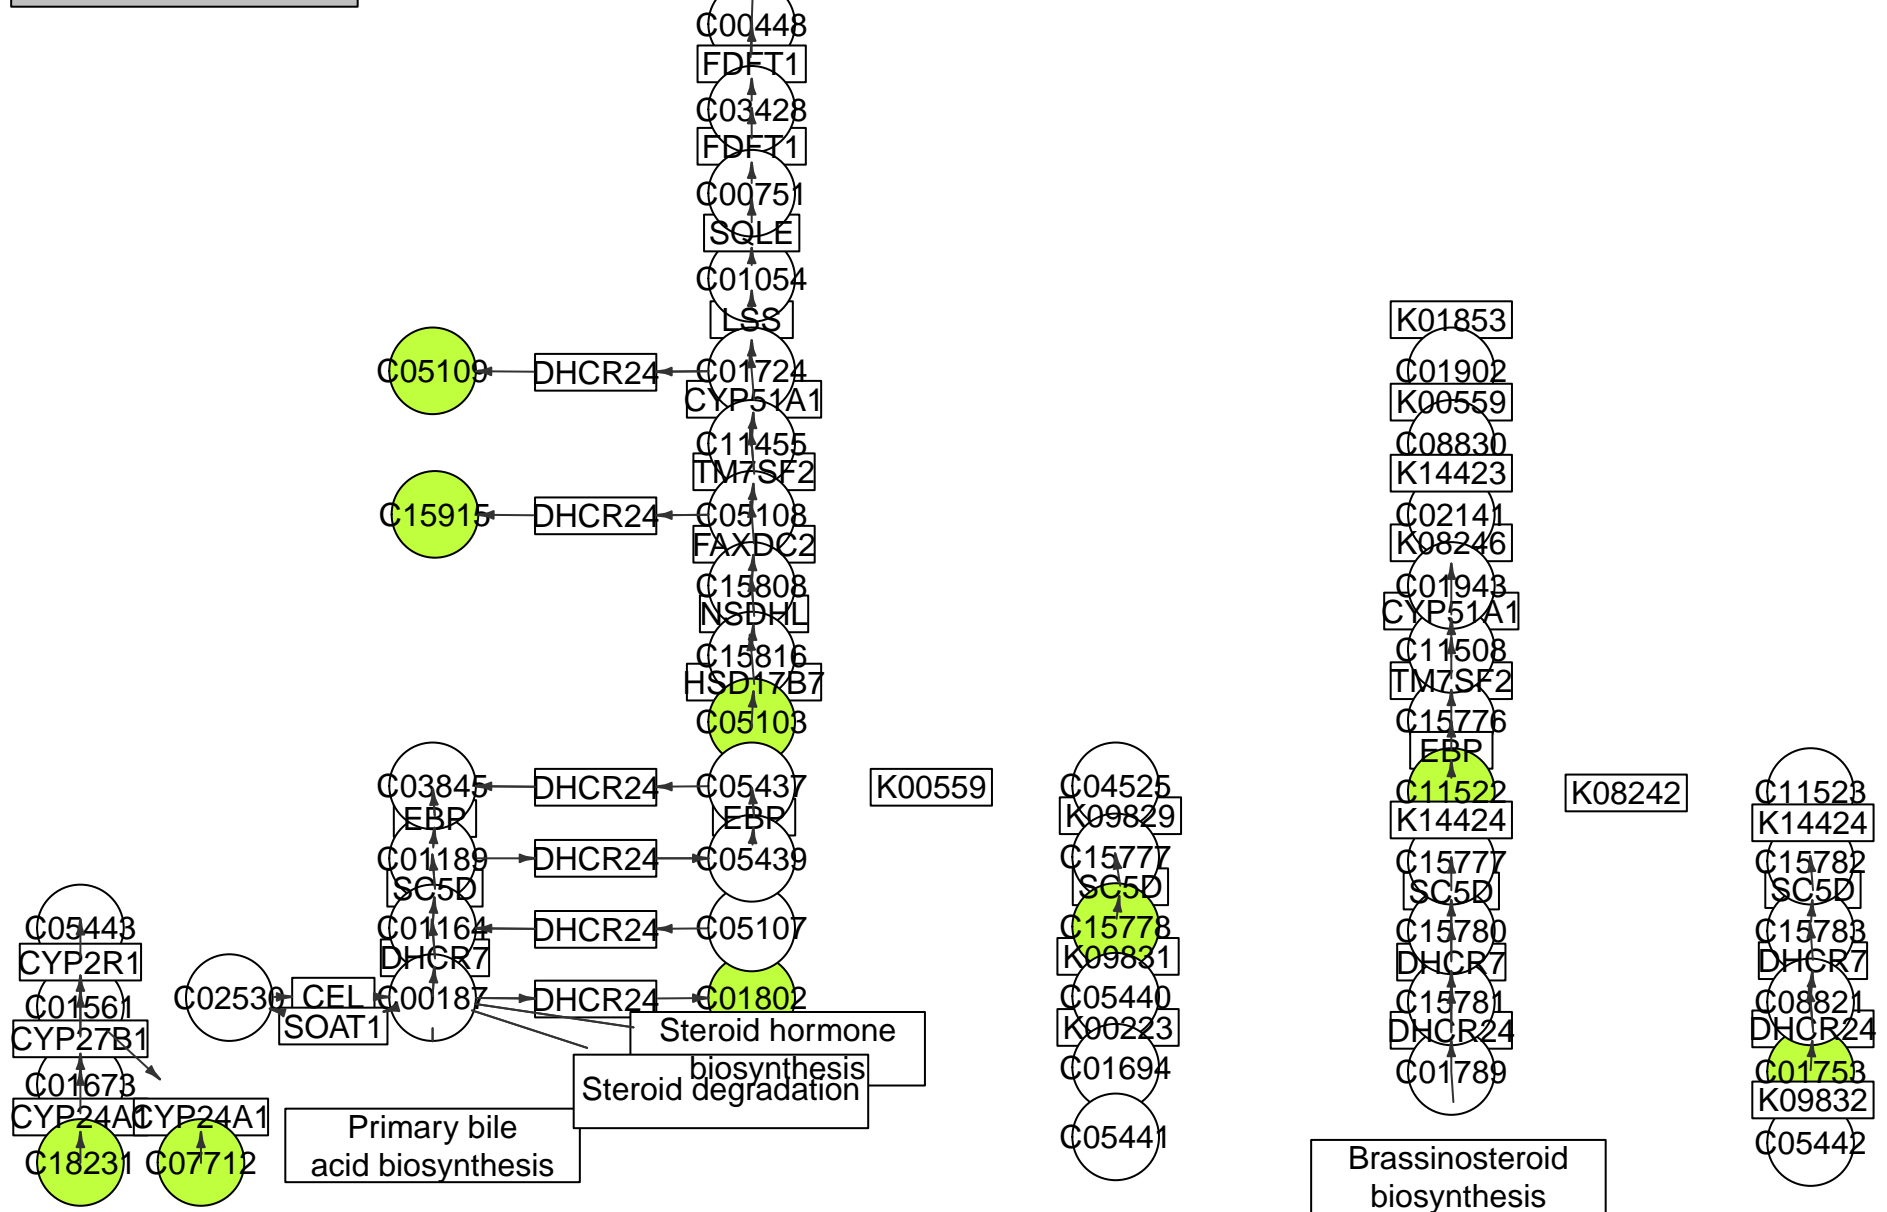 C00448
FDFT1
C03428
FDFT1
C00751
SQLE
C01054
LSS
C05109
DHCR24
C01724
CYP51A1
C11455
TM7SF2
C15915
DHCR24
C05108
FAXDC2
C15808
NSDHL
C15816
HSD17B7
C05103
C03845
DHCR24
C05437
EBP
EBP
C01189
DHCR24
C05439
SC5D
C01164
DHCR24
C05107
DHCR7
C02530
CEL
SOAT1
C00187
DHCR24
C01802
Steroid hormone
biosynthesis
Steroid degradation
Primary bile
acid biosynthesis
C05443
CYP2R1
C01561
CYP27B1
C01673
CYP24A1
CYP24A1
C18231
C07712
K00559
C04525
K09829
C15777
SC5D
C15778
K09831
C05440
K00223
C01694
C05441
K01853
C01902
K00559
C08830
K14423
C02141
K08246
C01943
CYP51A1
C11508
TM7SF2
C15776
EBP
C11522
K14424
C15777
SC5D
C15780
DHCR7
C15781
DHCR24
C01789
Brassinosteroid
biosynthesis
K08242
C11523
K14424
C15782
SC5D
C15783
DHCR7
C08821
DHCR24
C01753
K09832
C05442